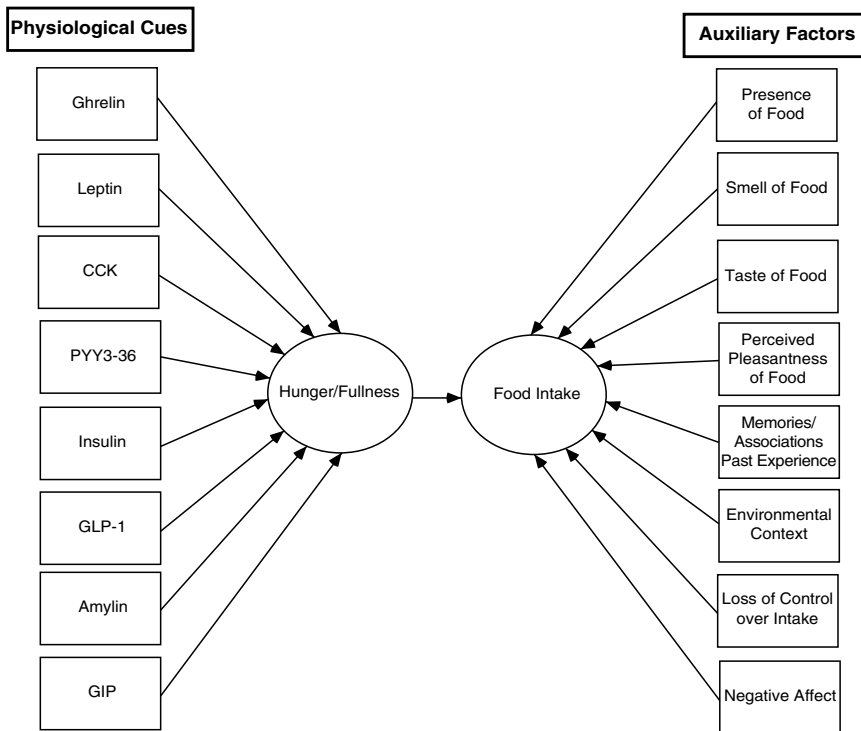 Physiological Cues
Ghrelin
Leptin
CCK
PYY3-36
Insulin
GLP-1
Amylin
GIP
Hunger/Fullness
Food Intake
Auxiliary Factors
Presence
of Food
Smell of Food
Taste of Food
Perceived
Pleasantness
of Food
Memories/
Associations
Past Experience
Environmental
Context
Loss of Control
over Intake
Negative Affect